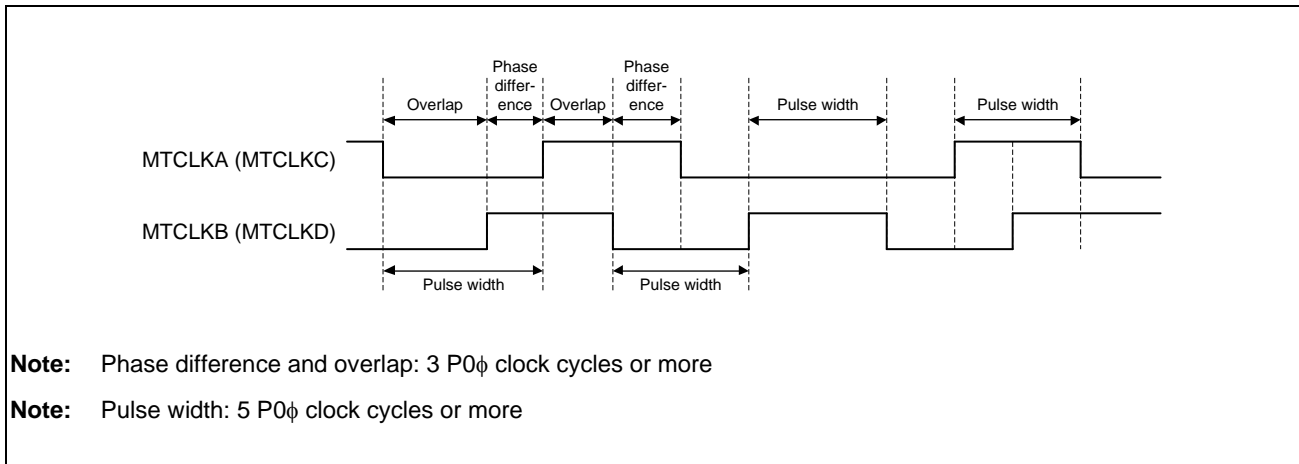 Phase
differ-
ence
Phase
differ-
ence
Overlap
Overlap
Pulse width
Pulse width
MTCLKA (MTCLKC)
MTCLKB (MTCLKD)
Pulse width
Pulse width
Note: Phase difference and overlap: 3 P0ϕ clock cycles or more
Note: Pulse width: 5 P0ϕ clock cycles or more